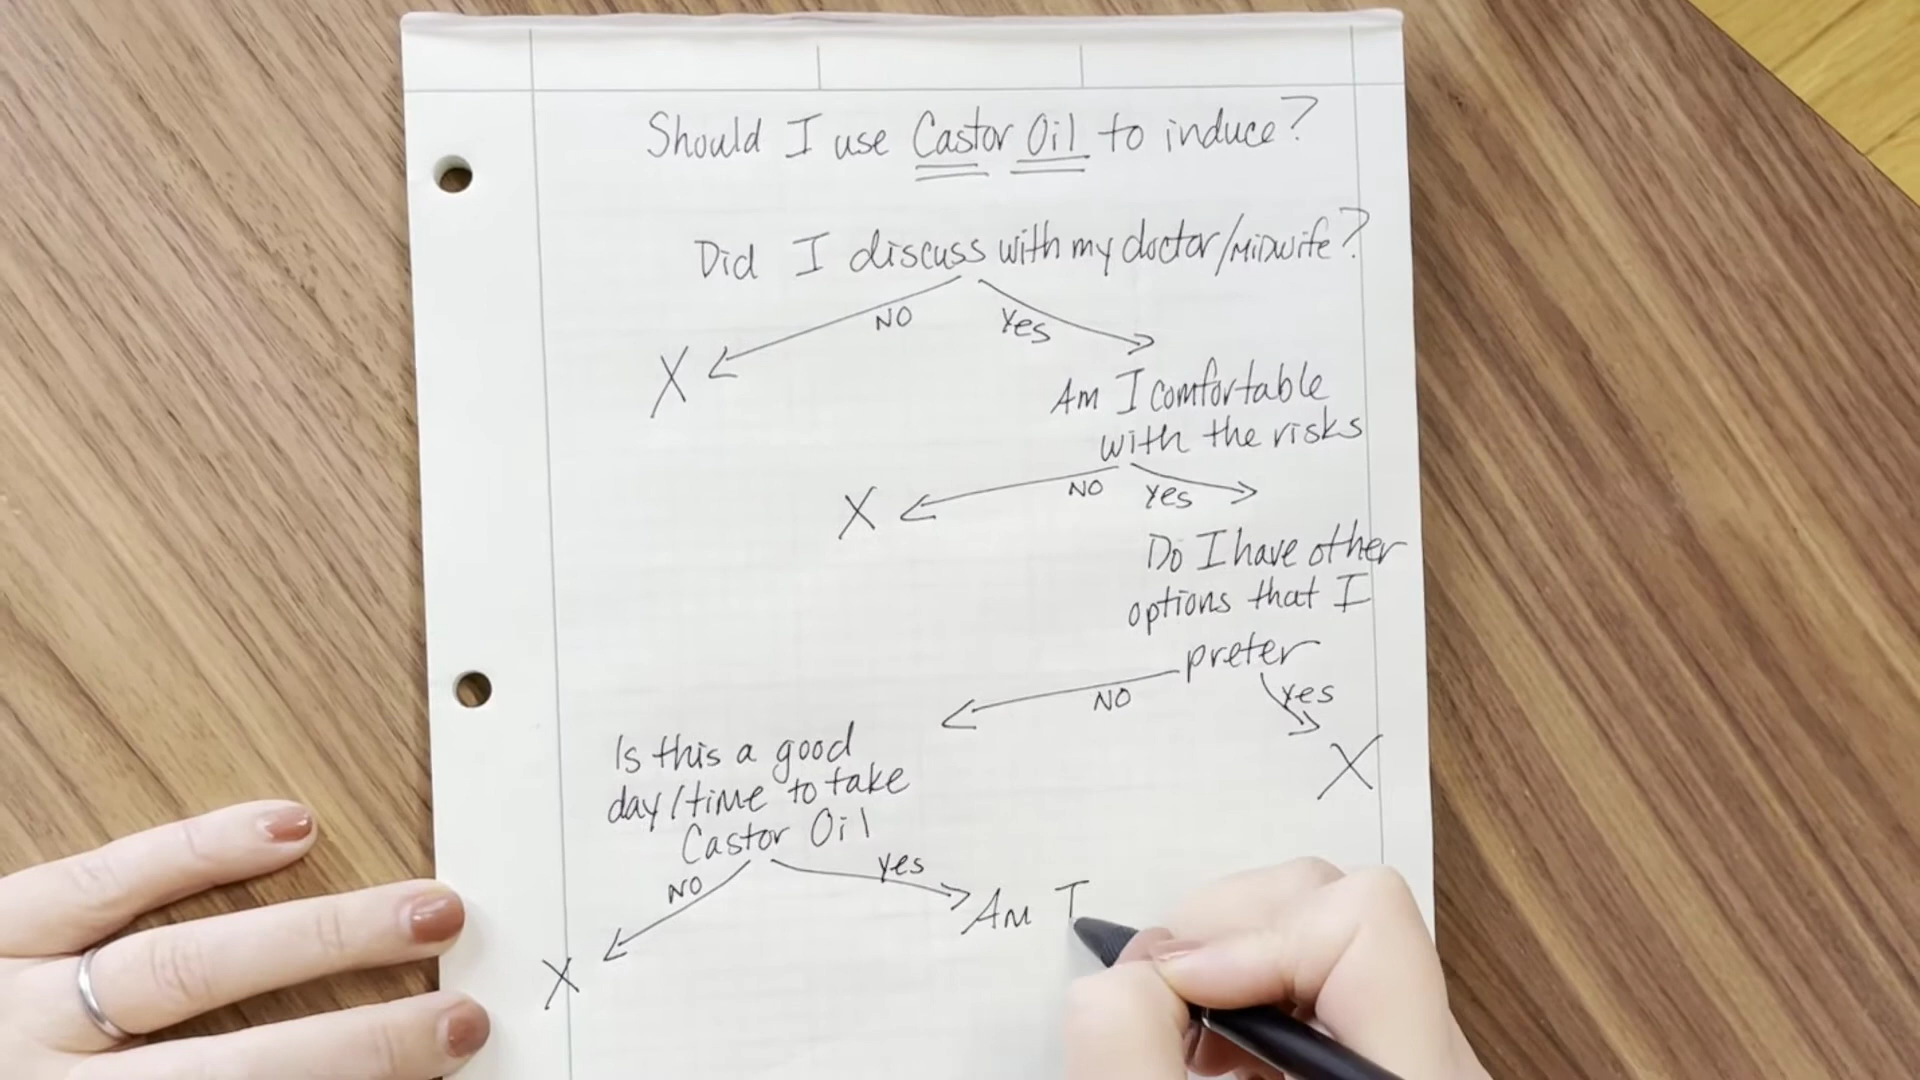 Should I use Castor Oil to induce?
Did I discuss with my doctor/midwife?
NO
Yes
X
Am I comfortable
with the risks
NO
Yes
X
Do I have other
options that I
prefer
NO
Yes
X
Is this a good
day/time to take
Castor Oil
NO
Yes
X
Am I